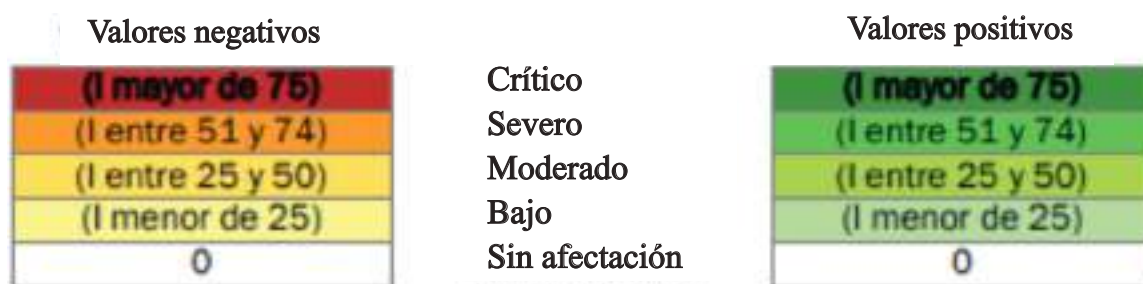 Valores negativos Valores positivos
(I mayor de 75) Crítico (I mayor de 75)
(I entre 51 y 74) Severo (I entre 51 y 74)
(I entre 25 y 50) Moderado (I entre 25 y 50)
(I menor de 25) Bajo (I menor de 25)
0 Sin afectación 0